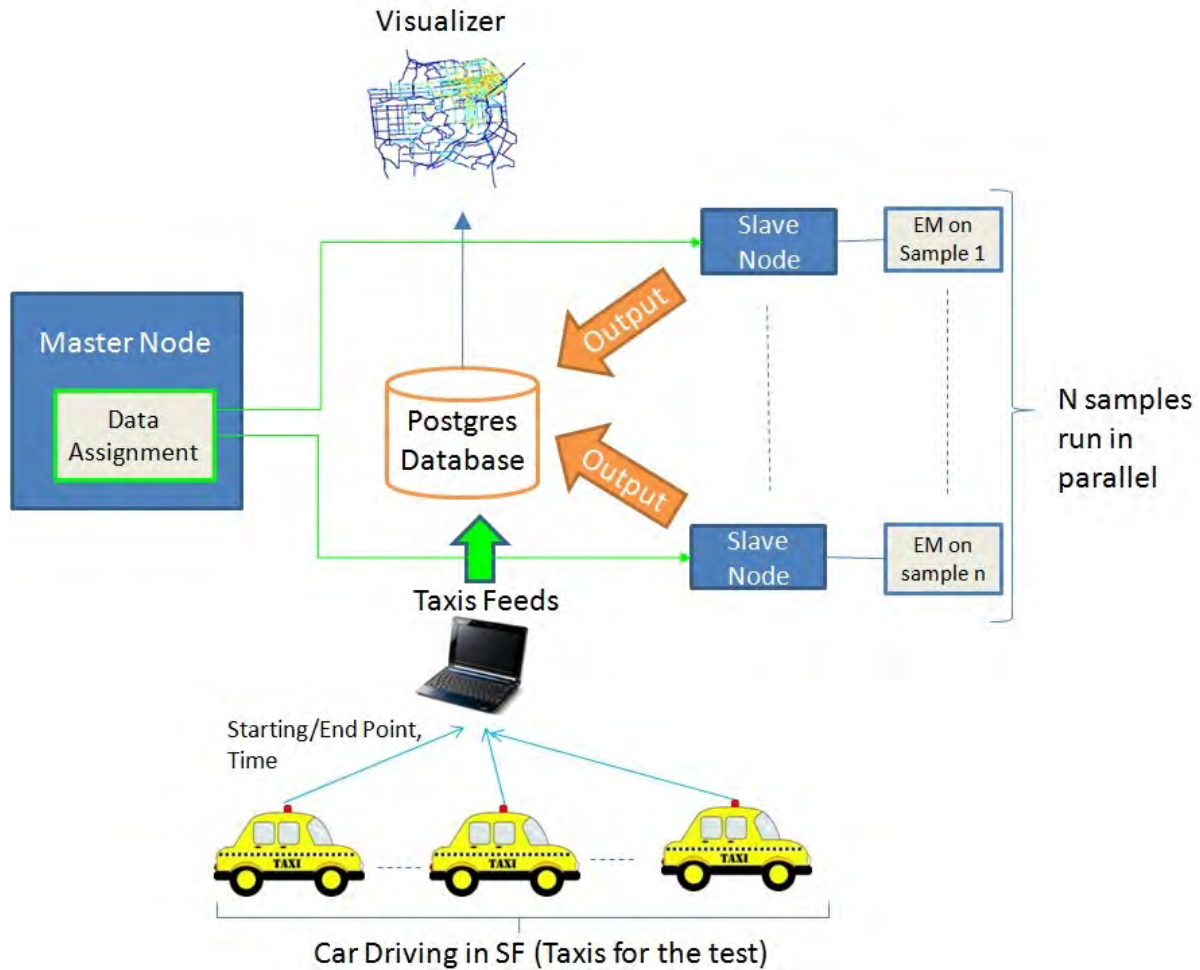 Visualizer
Slave
Node
EM on
Sample 1
Output
Master Node
Data
Assignment
Postgres
Database
Output
N samples
run in
parallel
Slave
Node
EM on
sample n
Taxis Feeds
Starting/End Point,
Time
TAXI
TAXI
TAXI
Car Driving in SF (Taxis for the test)